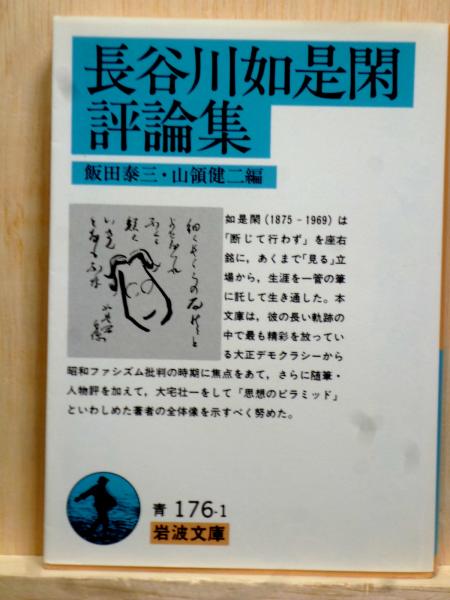 長谷川如是閑
評論集
飯田泰三・山領健二編
如是閑(1875-1969)は
「断じて行わず」を座右
銘に,あくまで「見る」立
場から,生涯を一管の筆
に託して生き通した。本
文庫は,彼の長い軌跡の
中で最も精彩を放ってい
る大正デモクラシーから
昭和ファシズム批判の時期に焦点をあて,さらに随筆・
人物評を加えて,大宅壮一をして「思想のピラミッド」
といわしめた著者の全体像を示すべく努めた。
青 176-1
岩波文庫